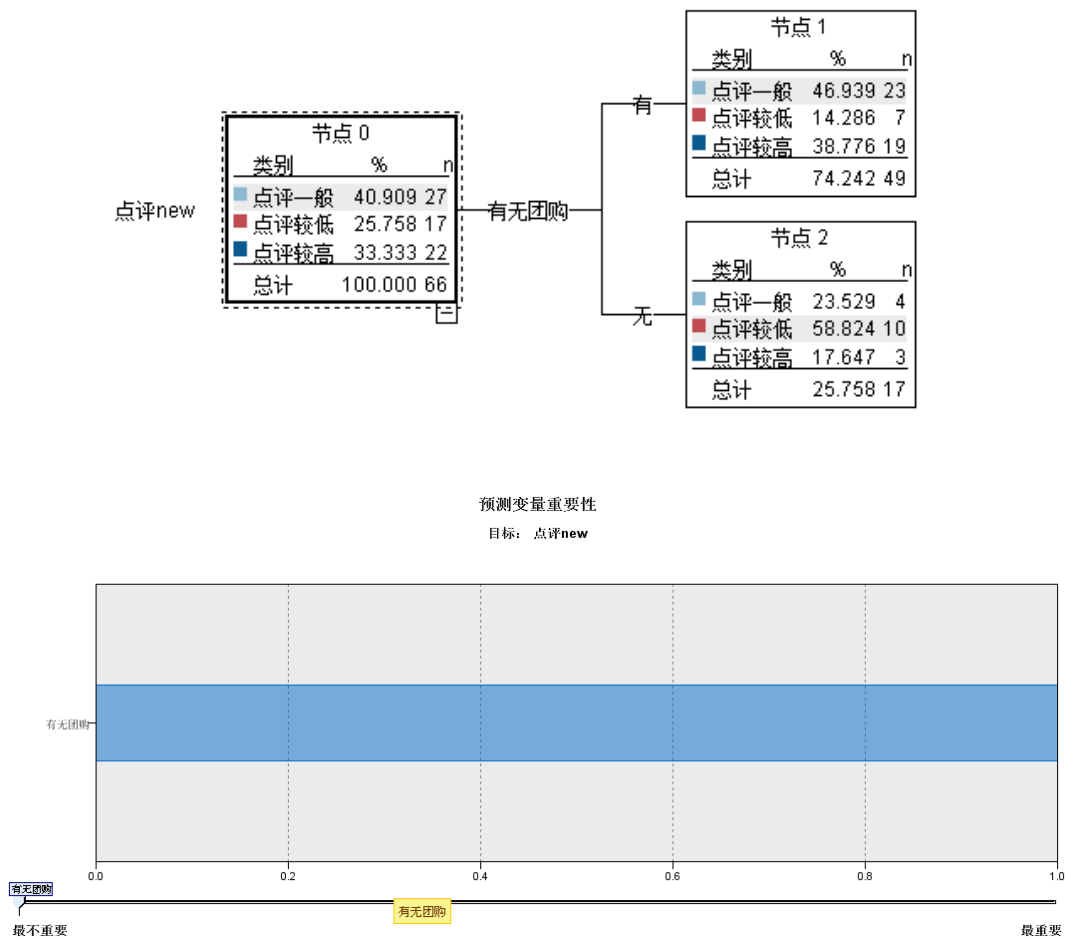 点评new
节点 0
类别 % n
点评一般 40.909 27
点评较低 25.758 17
点评较高 33.333 22
总计 100.000 66
有无团购
有
节点 1
类别 % n
点评一般 46.939 23
点评较低 14.286 7
点评较高 38.776 19
总计 74.242 49
无
节点 2
类别 % n
点评一般 23.529 4
点评较低 58.824 10
点评较高 17.647 3
总计 25.758 17
预测变量重要性
目标: 点评new
有无团购
0.0 0.2 0.4 0.6 0.8 1.0
有无团购
有无团购
最不重要 最重要